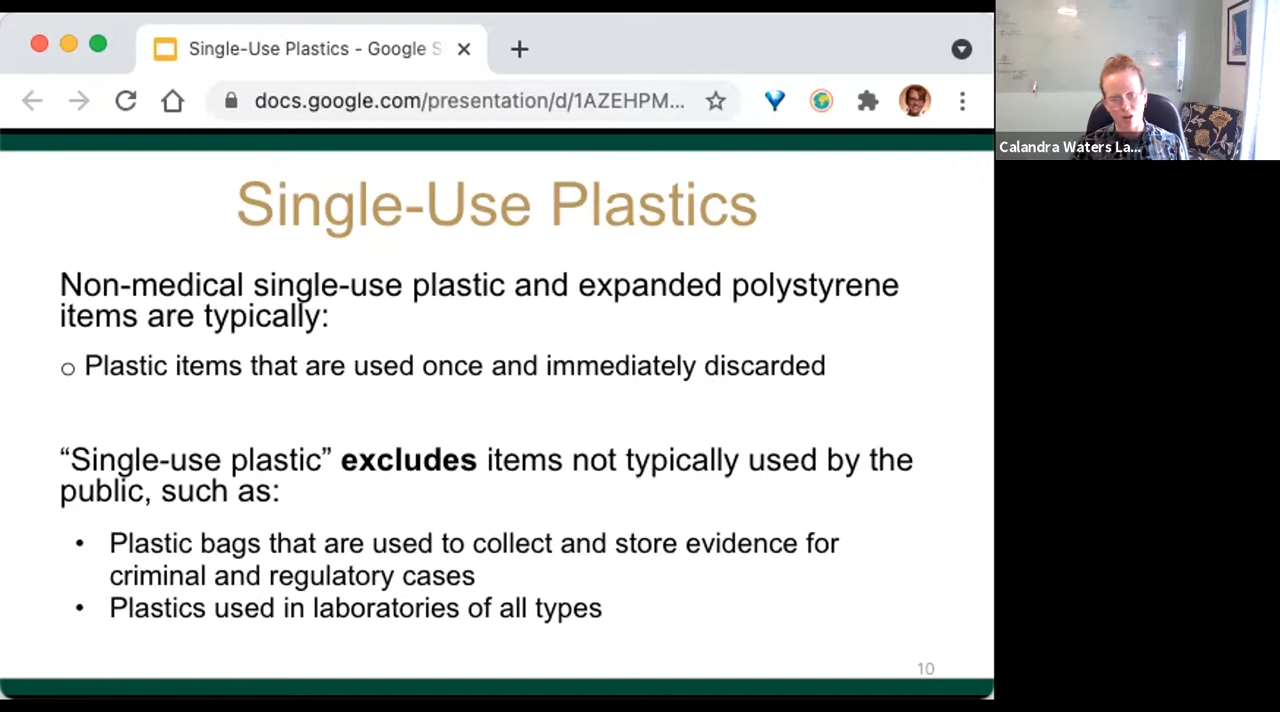 Single-Use Plastics - Google S
docs.google.com/presentation/d/1AZEHPM...
Calandra Waters La...
Single-Use Plastics
Non-medical single-use plastic and expanded polystyrene
items are typically:
o Plastic items that are used once and immediately discarded
“Single-use plastic” excludes items not typically used by the
public, such as:
• Plastic bags that are used to collect and store evidence for
criminal and regulatory cases
• Plastics used in laboratories of all types
10